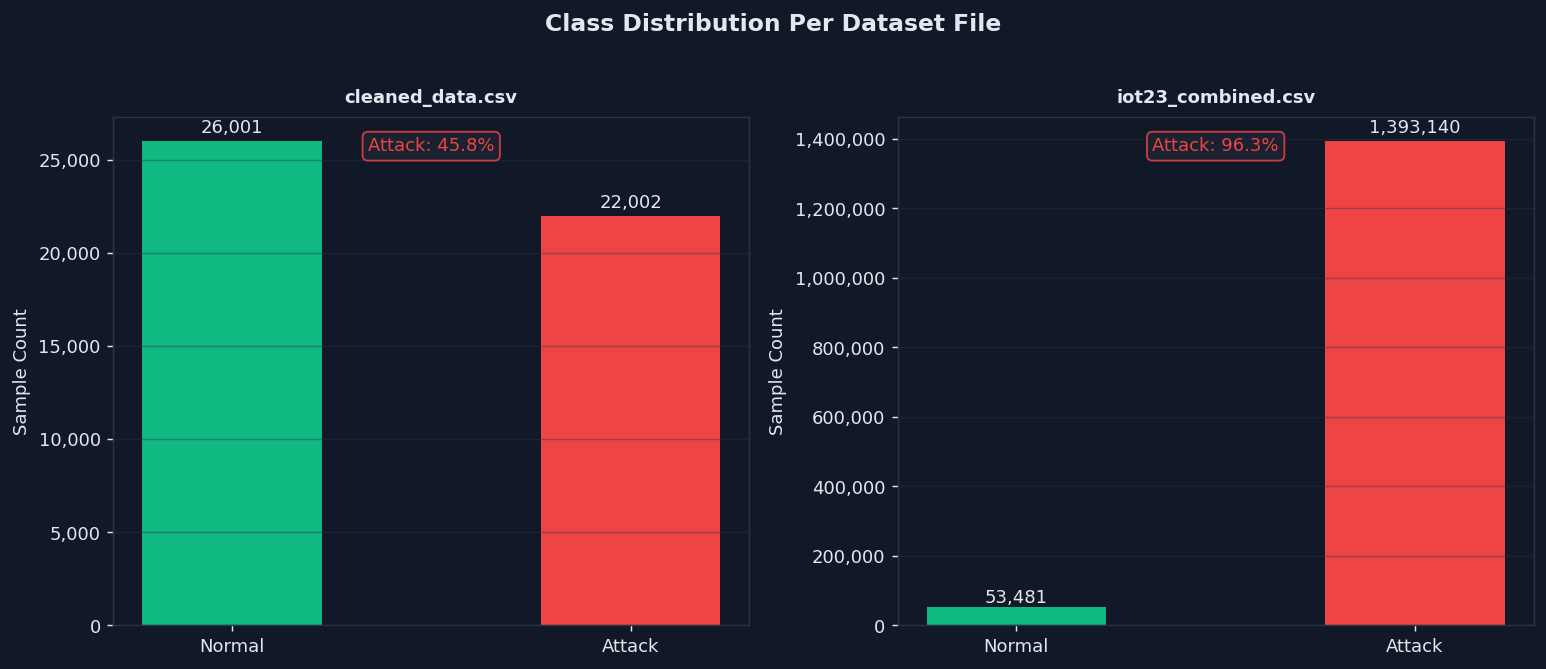 Class Distribution Per Dataset File
cleaned_data.csv
26,001
Attack: 45.8%
22,002
25,000
20,000
15,000
10,000
5,000
0
Sample Count
Normal
Attack
iot23_combined.csv
1,393,140
Attack: 96.3%
53,481
1,400,000
1,200,000
1,000,000
800,000
600,000
400,000
200,000
0
Sample Count
Normal
Attack